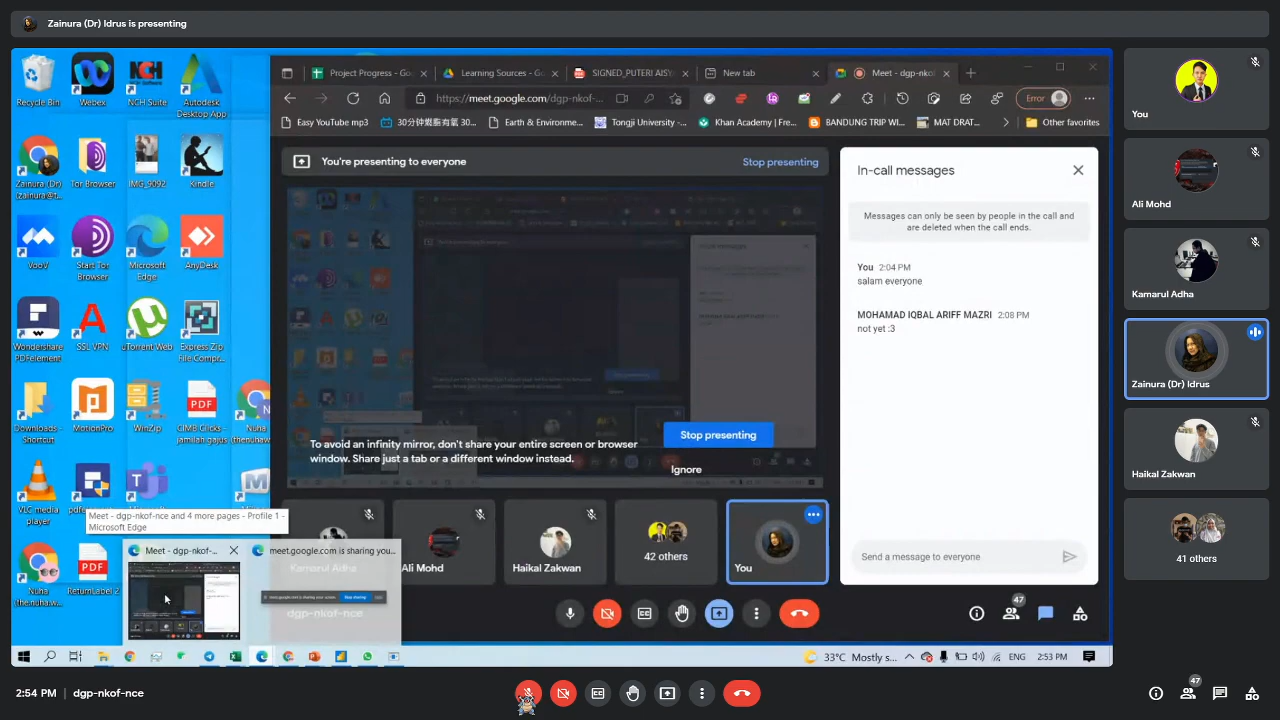 Zainura (Dr) Idrus is presenting
Recycle Bin
Webex
NCH Suite
Autodesk
Desktop App
Zainura (Dr)
(zainura@t...
Tor Browser
IMG_9092
Kindle
VooV
Start Tor
Browser
Microsoft
Edge
AnyDesk
Wondershare
PDFelement
SSL VPN
uTorrent Web
Express Zip
File Compr...
Downloads -
Shortcut
MotionPro
WinZip
CIMB Clicks -
jamilah.gajus
Nuha
(thenuhaw...
VLC media
player
Nuha
(the.nuha.w...
ReturnLabel 2
Project Progress - Goo
Learning Sources - Goo
SIGNED_PUTERI AISY
New tab
Meet - dgp-nkof-n
https://meet.google.com/dgp-nkof-...
Error
Easy YouTube mp3
Earth & Environme...
Tongji University -...
Khan Academy | Fre...
BANDUNG TRIP WI...
MAT DRAT...
Other favorites
You're presenting to everyone
Stop presenting
To avoid an infinity mirror, don't share your entire screen or browser
window. Share just a tab or a different window instead.
Stop presenting
Ignore
In-call messages
Messages can only be seen by people in the call and
are deleted when the call ends.
You 2:04 PM
salam everyone
MOHAMAD IQBAL ARIFF MAZRI 2:08 PM
not yet :3
Send a message to everyone
Kamarul Adha
Ali Mohd
Haikal Zakwan
42 others
You
dgp-nkof-nce
47
Meet - dgp-nkof-nce and 4 more pages - Profile 1 -
Microsoft Edge
Meet - dgp-nkof-...
meet.google.com is sharing you...
33°C Mostly s...
ENG
2:53 PM
You
Ali Mohd
Kamarul Adha
Zainura (Dr) Idrus
Haikal Zakwan
41 others
2:54 PM | dgp-nkof-nce
47